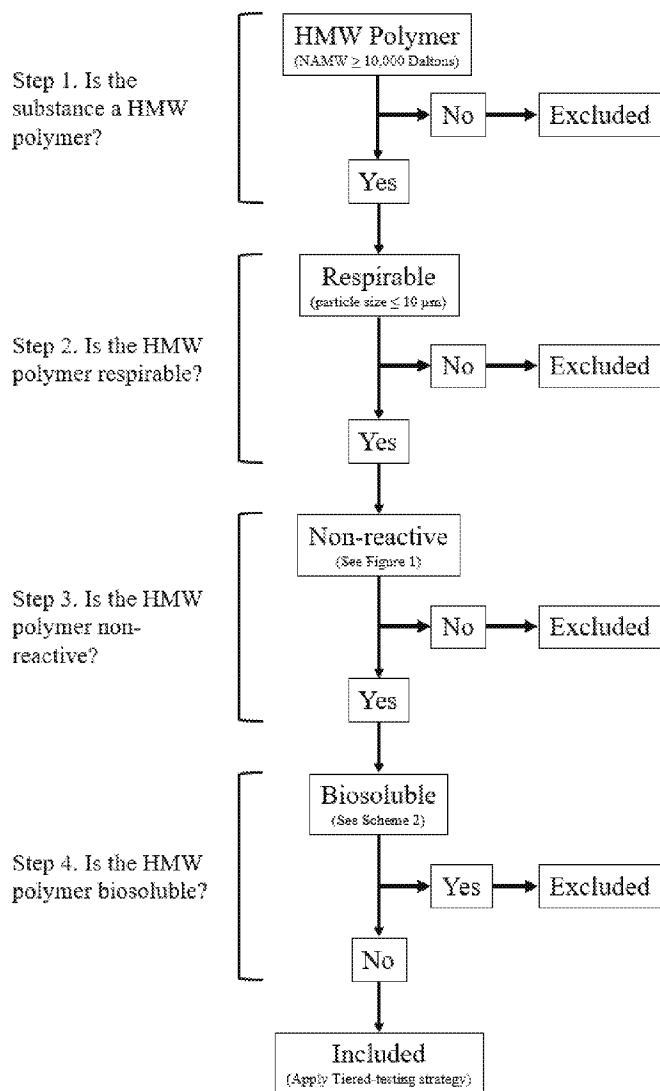 HMW Polymer
(NAMW ≥ 10,000 Daltons)
Step 1. Is the
substance a HMW
polymer?
No
Excluded
Yes
Respirable
(particle size ≤ 10 μm)
Step 2. Is the HMW
polymer respirable?
No
Excluded
Yes
Non-reactive
(See Figure 1)
Step 3. Is the HMW
polymer non-
reactive?
No
Excluded
Yes
Biosoluble
(See Scheme 2)
Step 4. Is the HMW
polymer biosoluble?
Yes
Excluded
No
Included
(Apply Tiered-testing strategy)